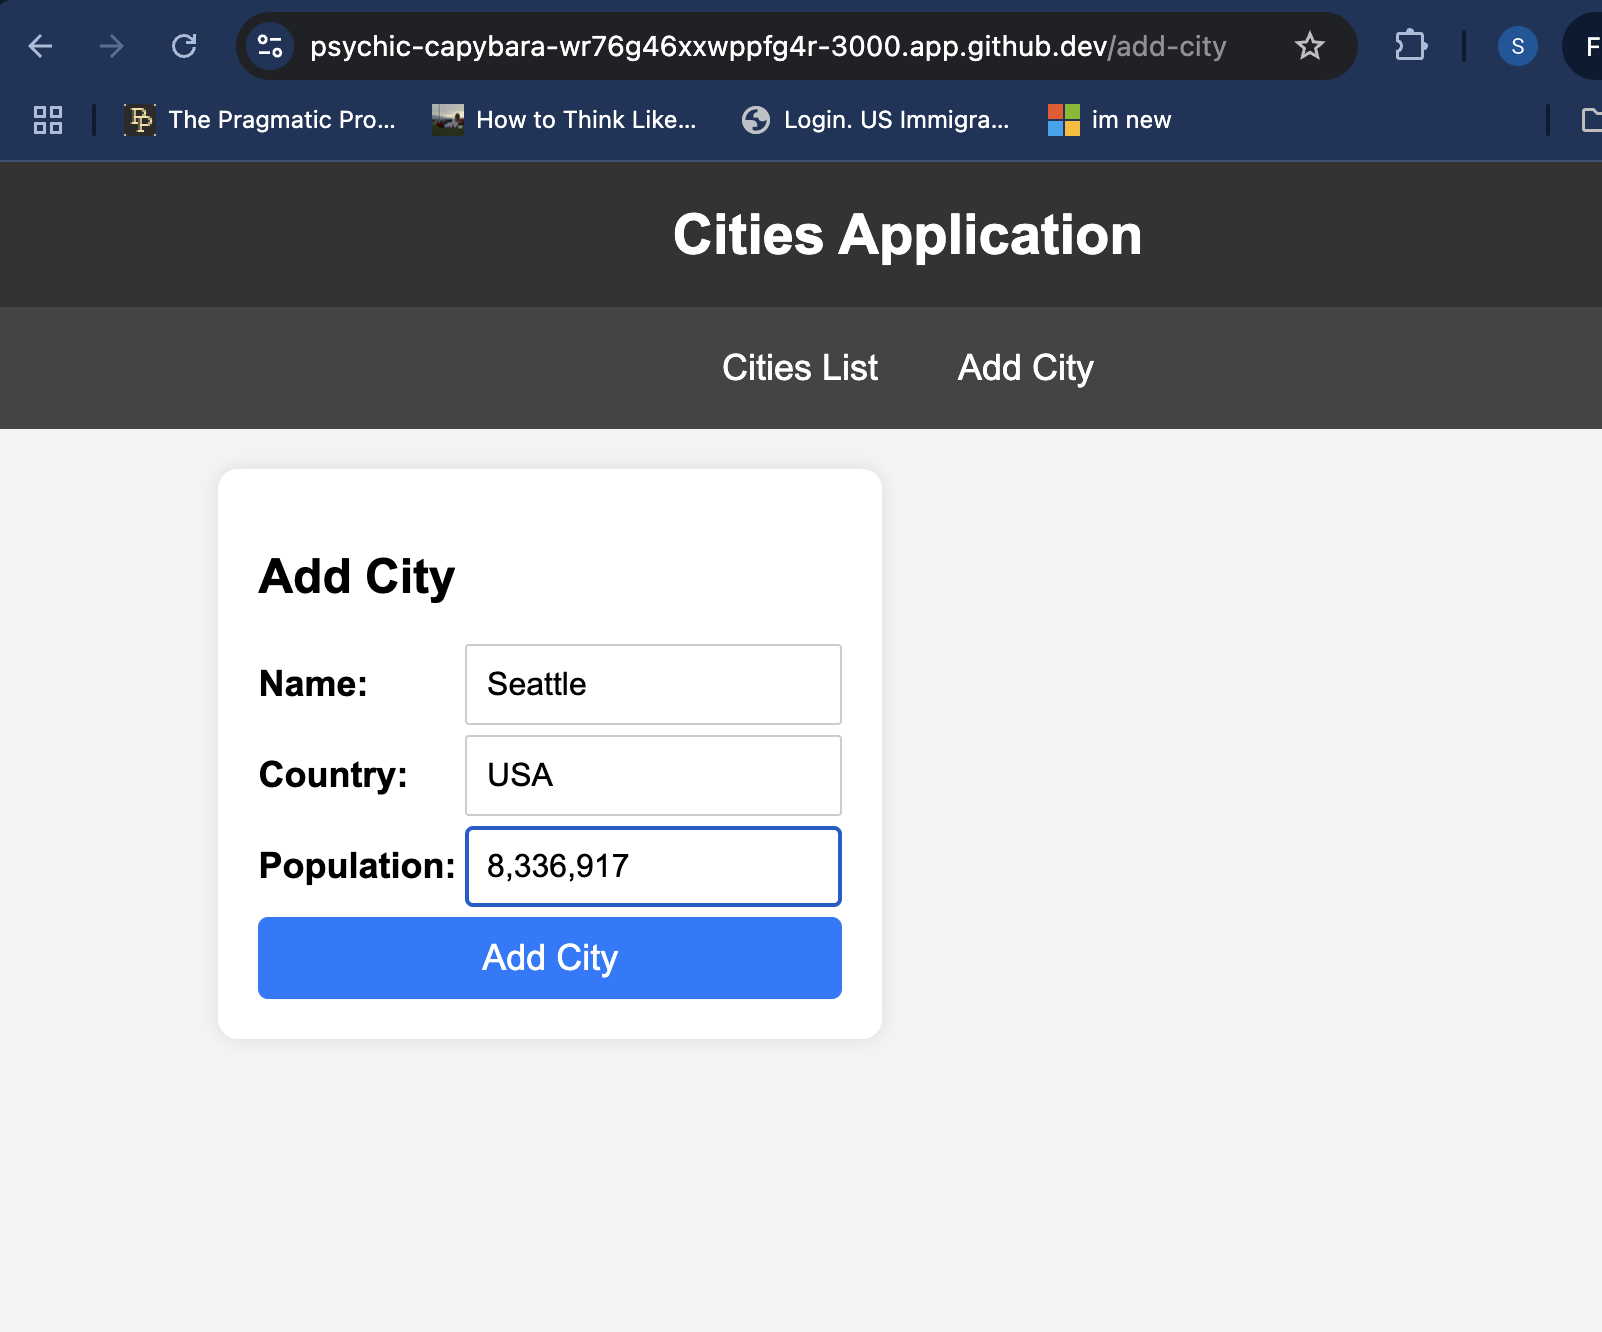 psychic-capybara-wr76g46xxwppfg4r-3000.app.github.dev/add-city
S
F
The Pragmatic Pro...
How to Think Like...
Login. US Immigra...
im new
Cities Application
Cities List
Add City
Add City
Name:
Seattle
Country:
USA
Population:
8,336,917
Add City